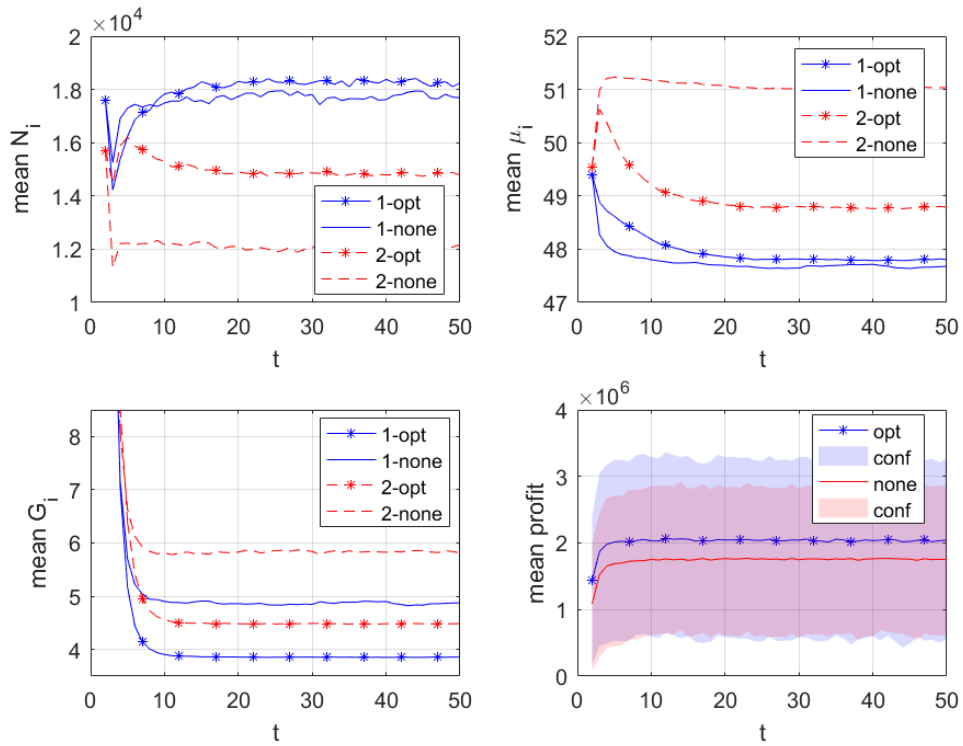 ×10⁴
mean Nᵢ
2
1.8
1.6
1.4
1.2
1
0 10 20 30 40 50
t
1-opt
1-none
2-opt
2-none
mean μᵢ
52
51
50
49
48
47
0 10 20 30 40 50
t
1-opt
1-none
2-opt
2-none
mean Gᵢ
8
7
6
5
4
0 10 20 30 40 50
t
1-opt
1-none
2-opt
2-none
×10⁶
mean profit
4
3
2
1
0
0 10 20 30 40 50
t
opt
conf
none
conf